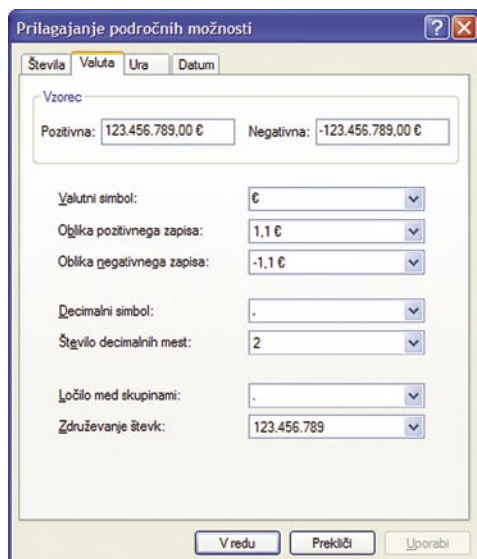 Prilagajanje področnih možnosti
Števila Valuta Ura Datum
Vzorec
Pozitivna: 123.456.789,00 € Negativna: -123.456.789,00 €
Valutni simbol: €
Oblika pozitivnega zapisa: 1,1 €
Oblika negativnega zapisa: -1,1 €
Decimalni simbol: ,
Število decimalnih mest: 2
Ločilo med skupinami: .
Združevanje števk: 123.456.789
V redu Prekliči Uporabi